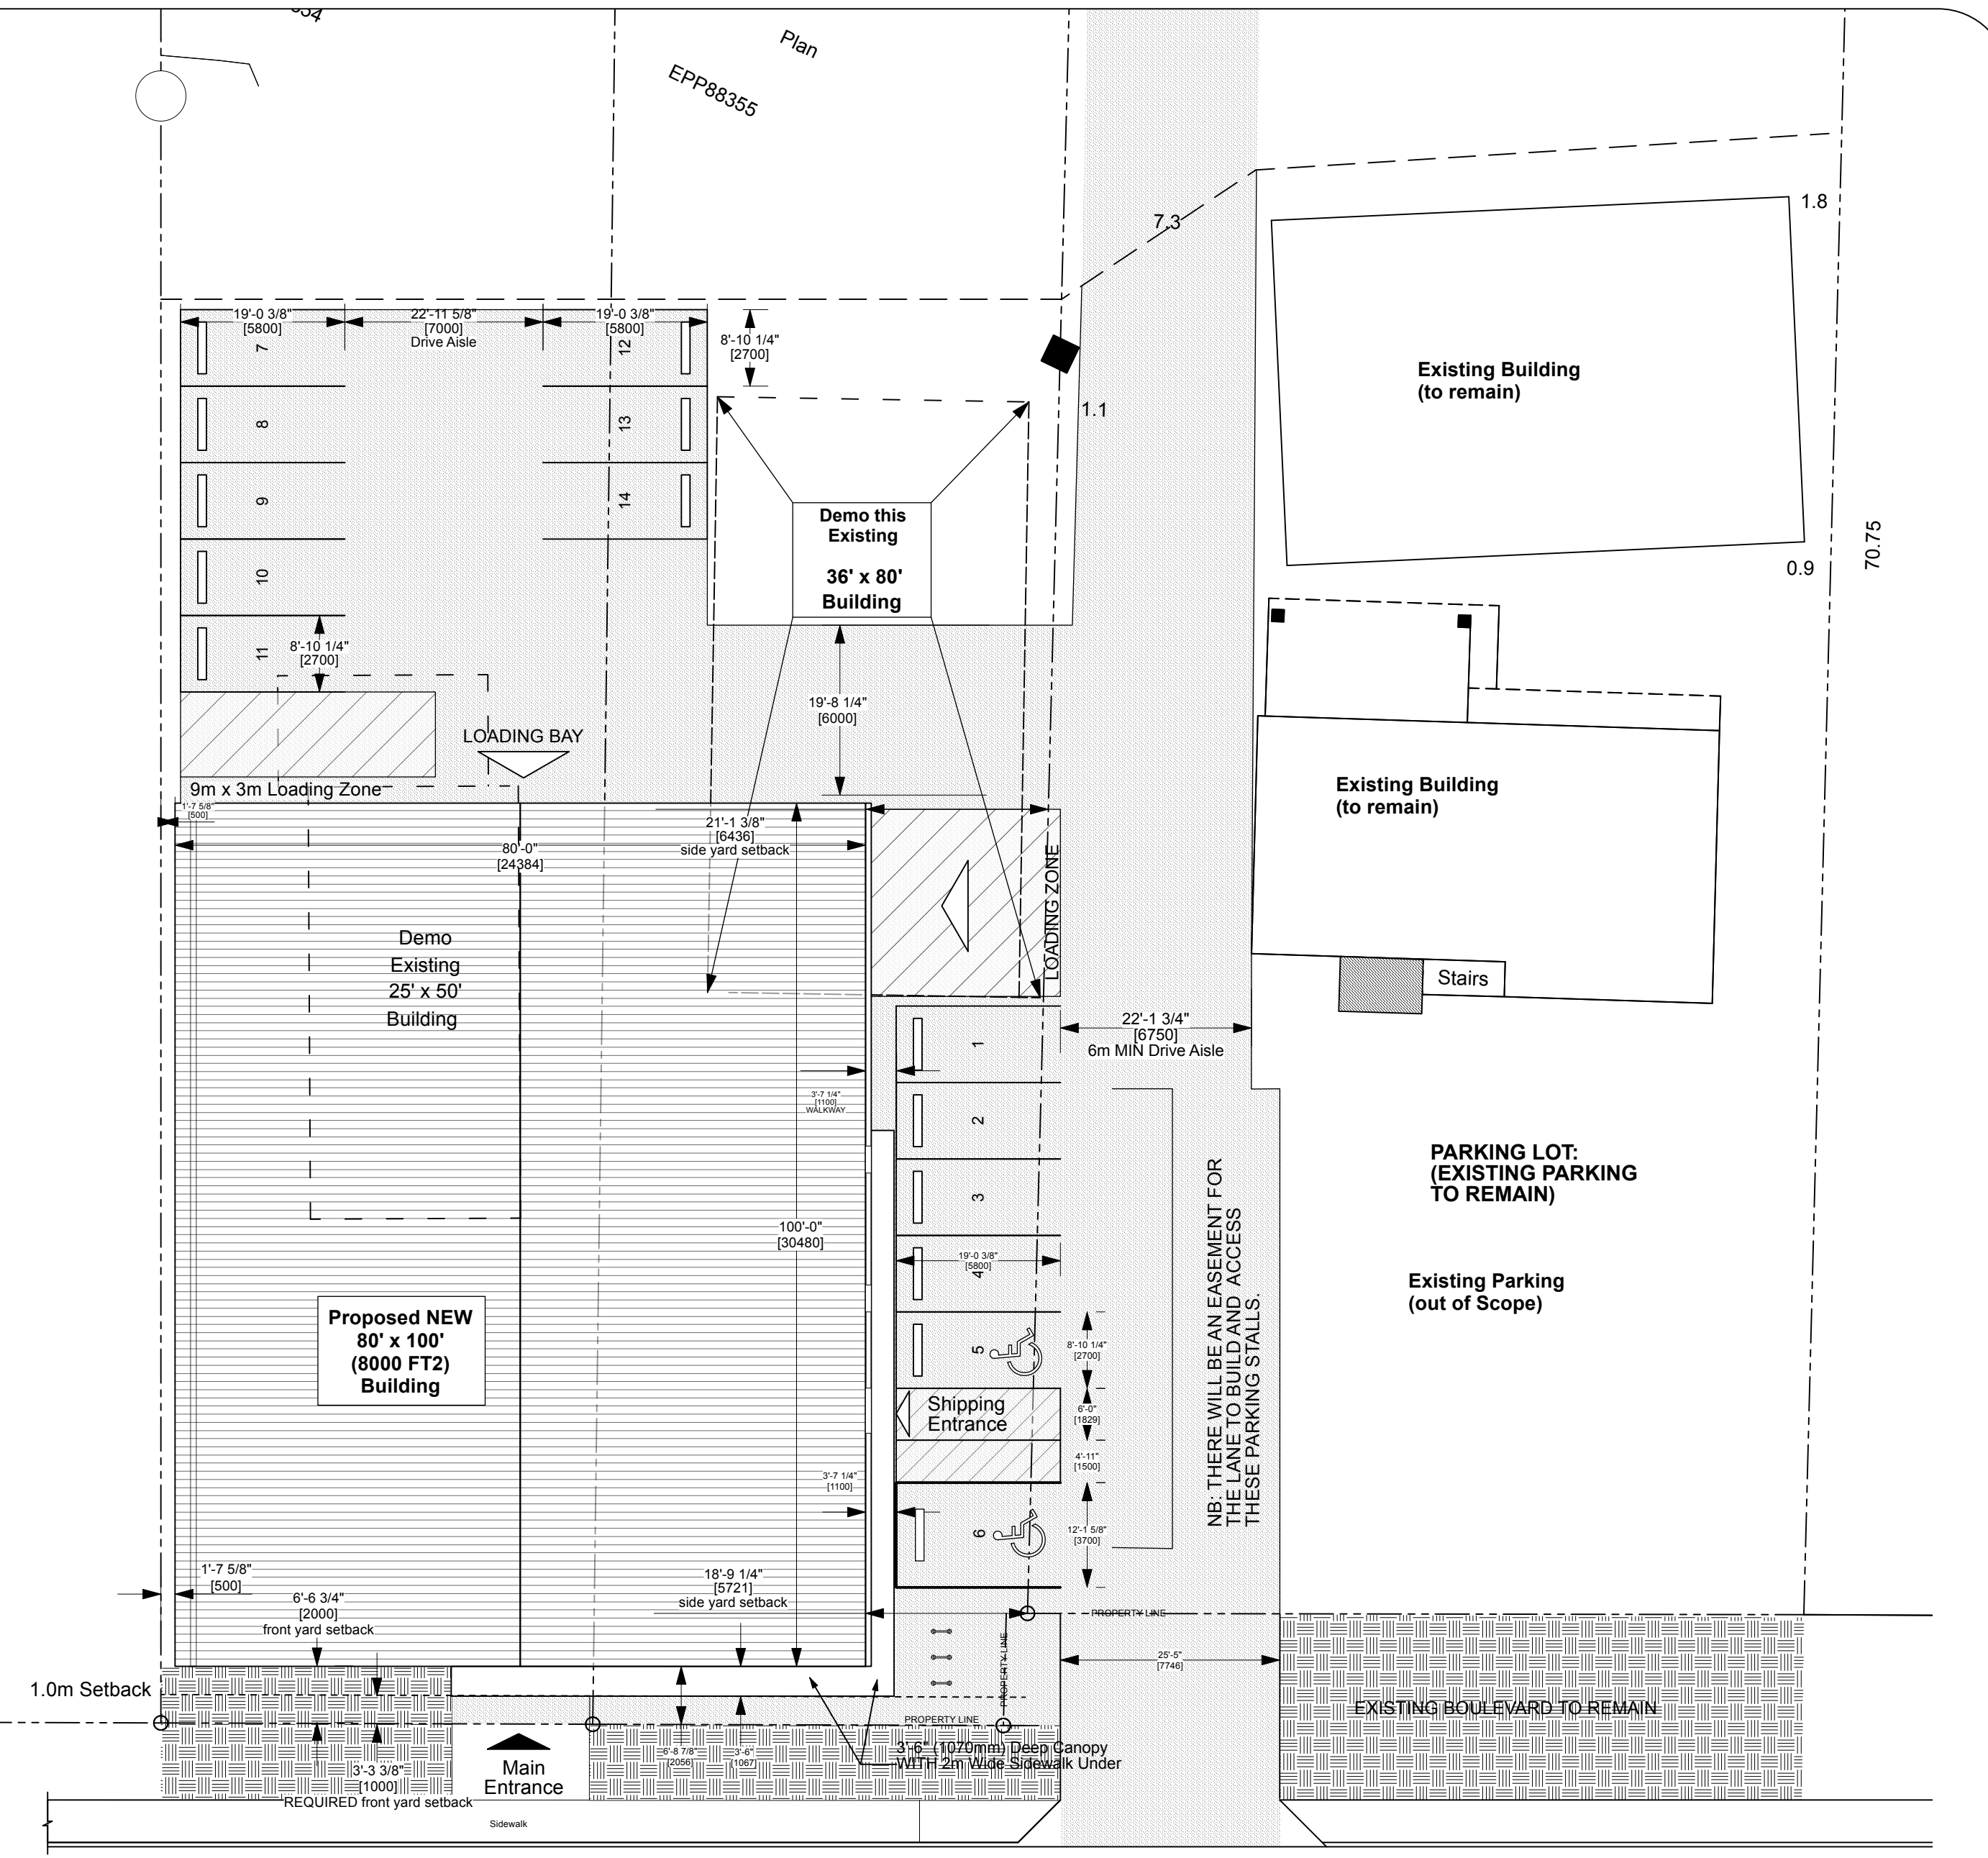 Plan
EPP88355
7.3
1.8
19'-0 3/8"
[5800]
22'-11 5/8"
[7000]
Drive Aisle
19'-0 3/8"
[5800]
8'-10 1/4"
[2700]
7
8
9
10
11
12
13
14
1.1
Existing Building
(to remain)
0.9
70.75
Demo this
Existing
36' x 80'
Building
8'-10 1/4"
[2700]
19'-8 1/4"
[6000]
LOADING BAY
9m x 3m Loading Zone
1'-7 5/8"
[500]
21'-1 3/8"
[6436]
side yard setback
80'-0"
[24384]
LOADING ZONE
Existing Building
(to remain)
Stairs
Demo
Existing
25' x 50'
Building
22'-1 3/4"
[6750]
6m MIN Drive Aisle
3'-7 1/4"
[1100]
WALKWAY
1
2
3
4
5
6
100'-0"
[30480]
19'-0 3/8"
[5800]
PARKING LOT:
(EXISTING PARKING
TO REMAIN)
Existing Parking
(out of Scope)
NB: THERE WILL BE AN EASEMENT FOR
THE LANE TO BUILD AND ACCESS
THESE PARKING STALLS.
Proposed NEW
80' x 100'
(8000 FT2)
Building
8'-10 1/4"
[2700]
Shipping
Entrance
6'-0"
[1829]
4'-11"
[1500]
3'-7 1/4"
[1100]
12'-1 5/8"
[3700]
1'-7 5/8"
[500]
6'-6 3/4"
[2000]
front yard setback
18'-9 1/4"
[5721]
side yard setback
PROPERTY LINE
PROPERTY LINE
25'-5"
[7746]
1.0m Setback
PROPERTY LINE
EXISTING BOULEVARD TO REMAIN
6'-8 7/8"
[2056]
3'-6"
[1067]
3'-6" (1070mm) Deep Canopy
WITH 2m Wide Sidewalk Under
Main
Entrance
3'-3 3/8"
[1000]
REQUIRED front yard setback
Sidewalk